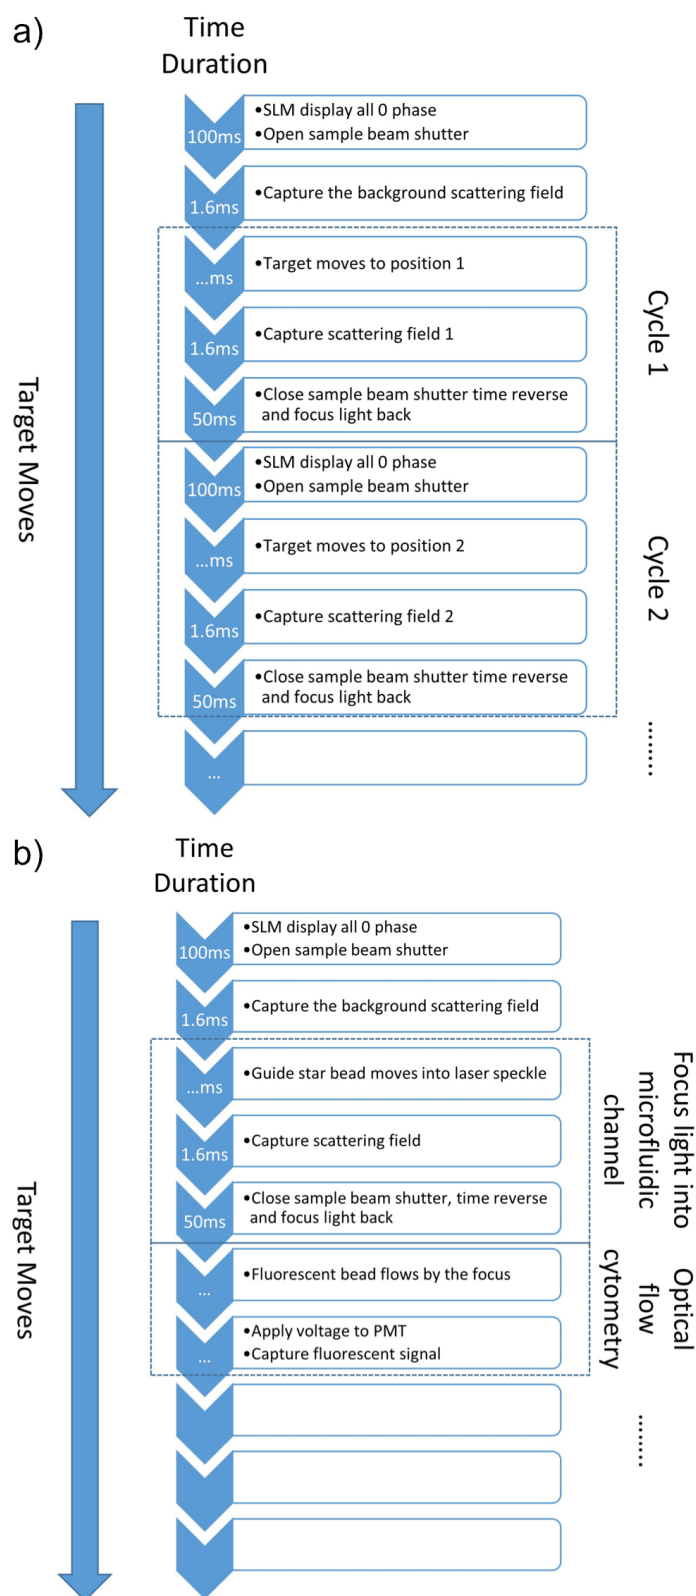 a)
Time
Duration
Target Moves
100ms
•SLM display all 0 phase
•Open sample beam shutter
1.6ms
•Capture the background scattering field
...ms
•Target moves to position 1
1.6ms
•Capture scattering field 1
50ms
•Close sample beam shutter time reverse
and focus light back
Cycle 1
100ms
•SLM display all 0 phase
•Open sample beam shutter
...ms
•Target moves to position 2
1.6ms
•Capture scattering field 2
50ms
•Close sample beam shutter time reverse
and focus light back
Cycle 2
...
........
b)
Time
Duration
Target Moves
100ms
•SLM display all 0 phase
•Open sample beam shutter
1.6ms
•Capture the background scattering field
...ms
•Guide star bead moves into laser speckle
1.6ms
•Capture scattering field
50ms
•Close sample beam shutter, time reverse
and focus light back
Focus light into
microfluidic
channel
...
•Fluorescent bead flows by the focus
...
•Apply voltage to PMT
•Capture fluorescent signal
Optical
flow
cytometry
........